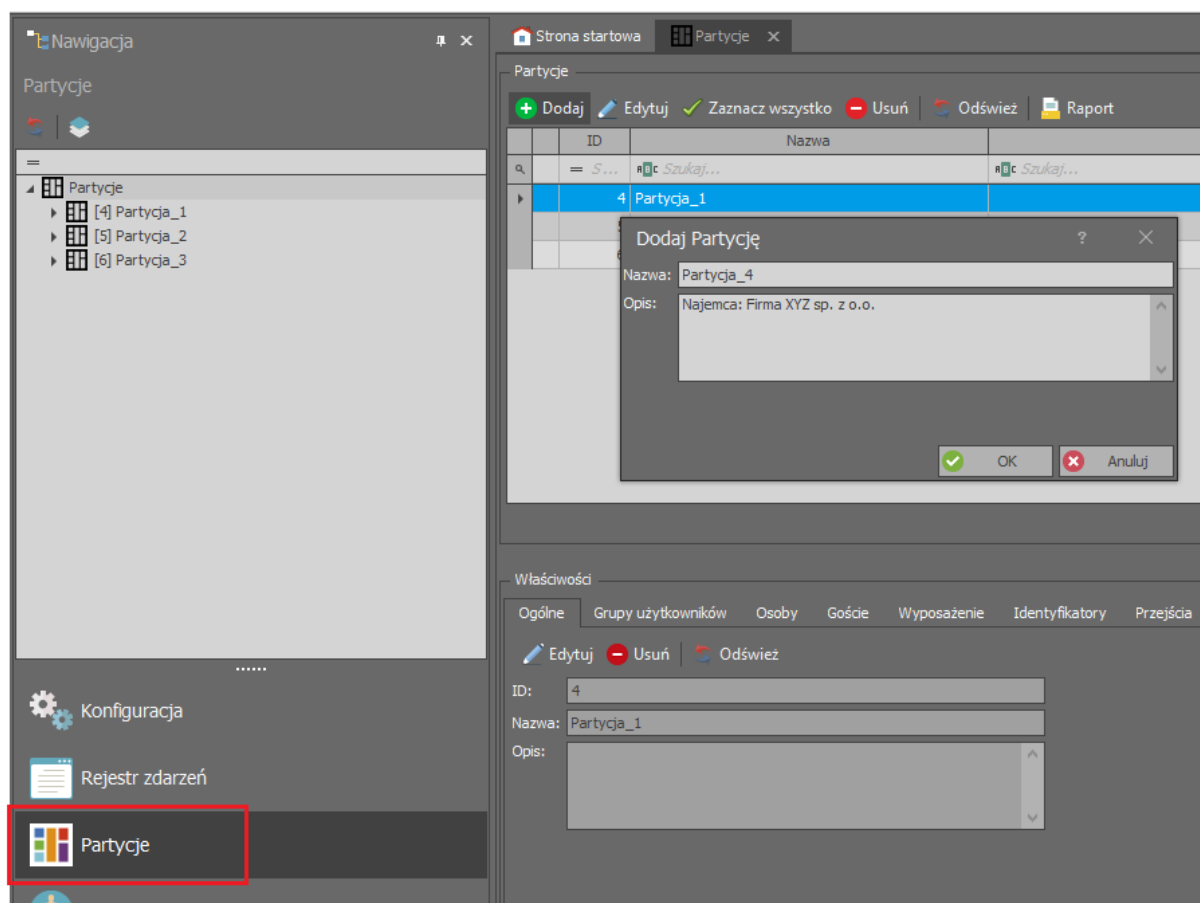 Nawigacja
Partycje
=
Partycje
[4] Partycja_1
[5] Partycja_2
[6] Partycja_3
Konfiguracja
Rejestr zdarzeń
Partycje
Strona startowa Partycje
Partycje
Dodaj Edytuj Zaznacz wszystko Usuń Odśwież Raport
ID Nazwa
= S... ABC Szukaj... ABC Szukaj...
4 Partycja_1
Dodaj Partycję ?
Nazwa: Partycja_4
Opis: Najemca: Firma XYZ sp. z o.o.
OK Anuluj
Właściwości
Ogólne Grupy użytkowników Osoby Goście Wyposażenie Identyfikatory Przejścia
Edytuj Usuń Odśwież
ID: 4
Nazwa: Partycja_1
Opis: